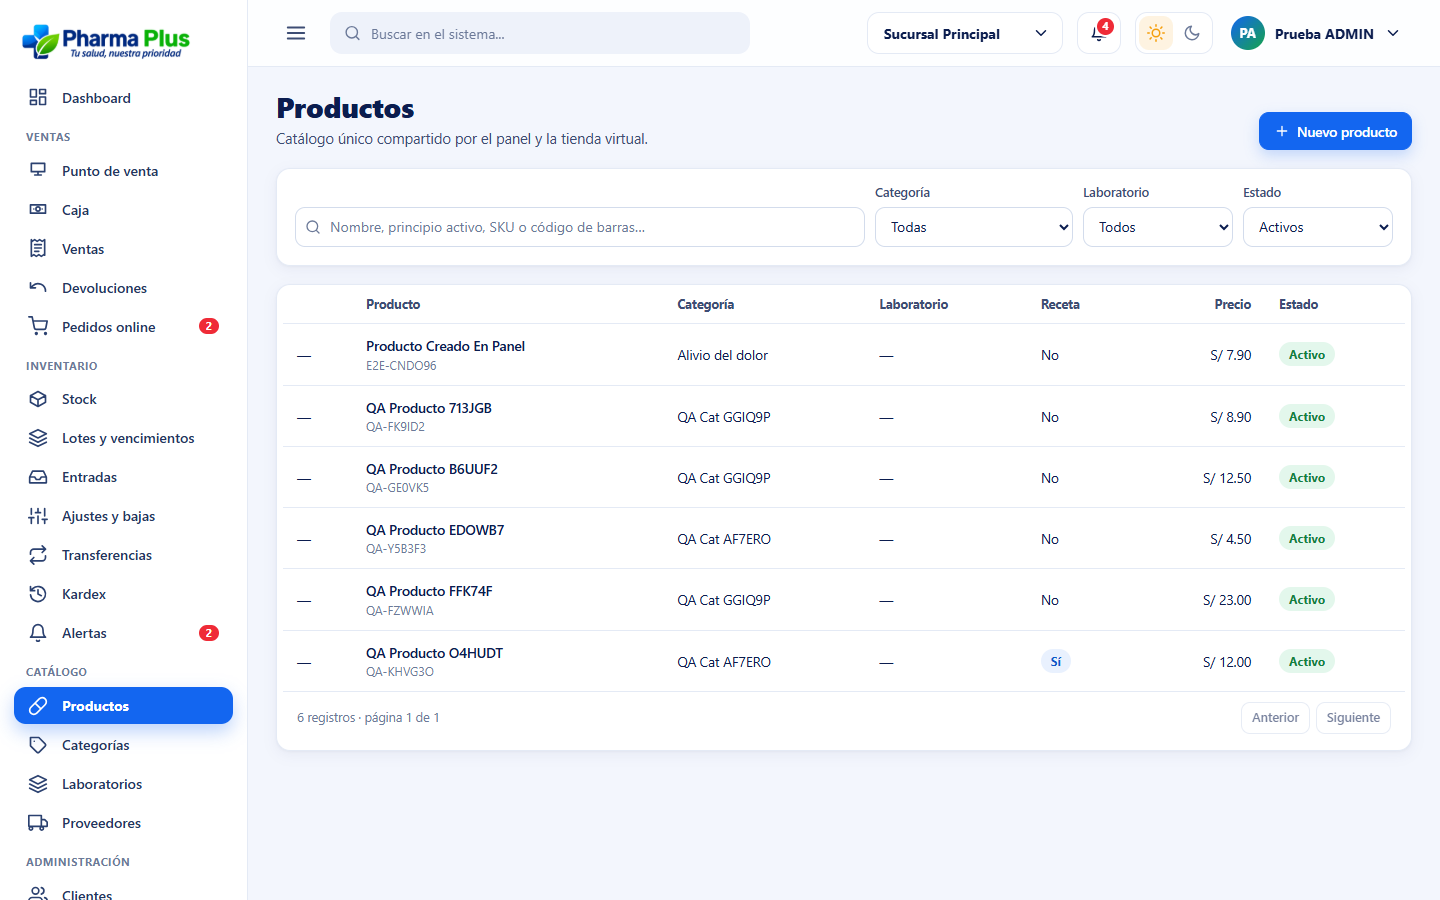 Pharma Plus
Tu salud, nuestra prioridad
Buscar en el sistema...
Sucursal Principal
4
PA
Prueba ADMIN
Dashboard
VENTAS
Punto de venta
Caja
Ventas
Devoluciones
Pedidos online 2
INVENTARIO
Stock
Lotes y vencimientos
Entradas
Ajustes y bajas
Transferencias
Kardex
Alertas 2
CATÁLOGO
Productos
Categorías
Laboratorios
Proveedores
ADMINISTRACIÓN
Clientes
Productos
Catálogo único compartido por el panel y la tienda virtual.
+ Nuevo producto
Categoría Laboratorio Estado
Nombre, principio activo, SKU o código de barras... Todas Todos Activos
Producto Categoría Laboratorio Receta Precio Estado
— Producto Creado En Panel Alivio del dolor — No S/ 7.90 Activo
E2E-CNDO96
— QA Producto 713JGB QA Cat GGIQ9P — No S/ 8.90 Activo
QA-FK9ID2
— QA Producto B6UUF2 QA Cat GGIQ9P — No S/ 12.50 Activo
QA-GE0VK5
— QA Producto EDOWB7 QA Cat AF7ERO — No S/ 4.50 Activo
QA-Y5B3F3
— QA Producto FFK74F QA Cat GGIQ9P — No S/ 23.00 Activo
QA-FZWWIA
— QA Producto O4HUDT QA Cat AF7ERO — Sí S/ 12.00 Activo
QA-KHVG3O
6 registros · página 1 de 1 Anterior Siguiente